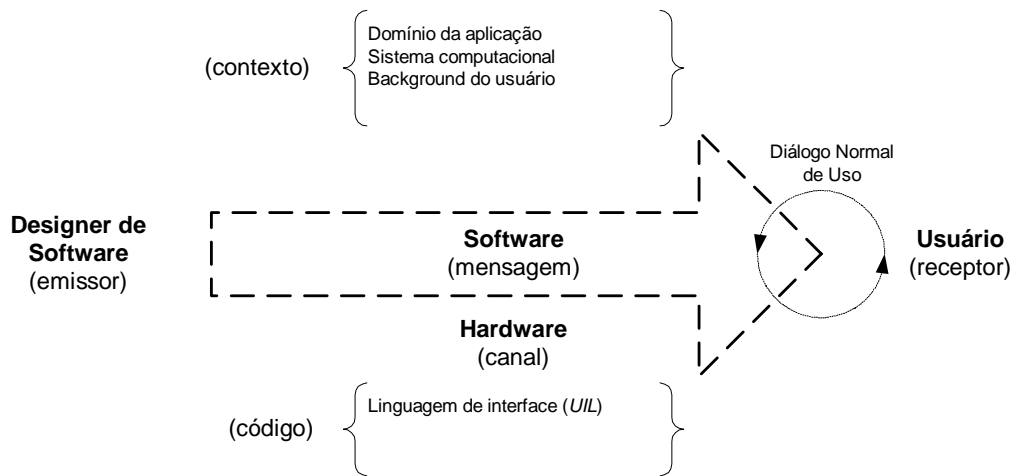 Domínio da aplicação
Sistema computacional
Background do usuário
(contexto)
Diálogo Normal
de Uso
Designer de
Software
(emissor)
Software
(mensagem)
Usuário
(receptor)
Hardware
(canal)
Linguagem de interface (UIL)
(código)